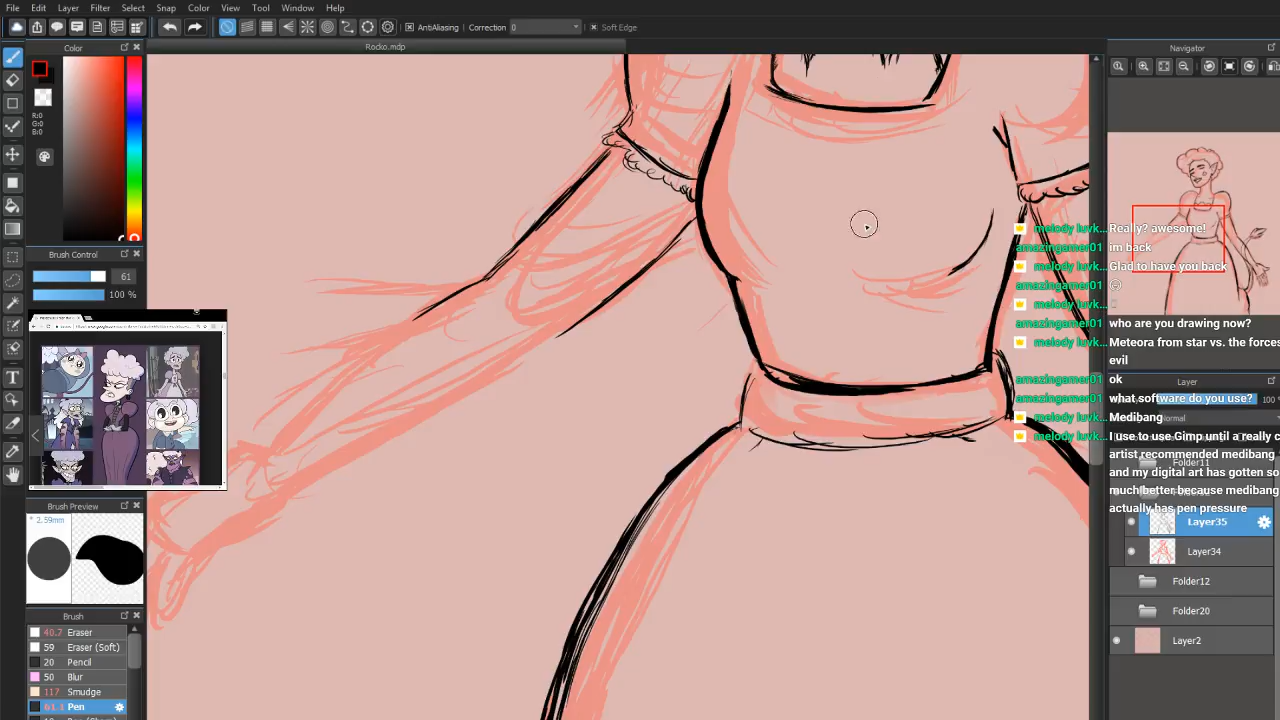 File Edit Layer Filter Select Snap Color View Tool Window Help
AntiAliasing Correction 0 Soft Edge
Color
Rocko.mdp
Navigator
R:0
G:0
B:0
Brush Control
61
100 %
Brush Preview
* 2.59mm
Brush
40.7 Eraser
59 Eraser (Soft)
20 Pencil
50 Blur
117 Smudge
61.1 Pen
melody luvk... Really? awesome!
amazingamer01 im back
melody luvk... Glad to have you back
amazingamer01
melody luvk...
amazingamer01 who are you drawing now?
melody luvk... Meteora from star vs. the forces
evil
amazingamer01 ok
amazingamer01 what software do you use?
melody luvk... Medibang
melody luvk... I use to use Gimp until a really c
artist recommended medibang
and my digital art has gotten so
much better because medibang
actually has pen pressure
Layer
100 %
Normal
Folder11
Layer35
Layer34
Folder12
Folder20
Layer2